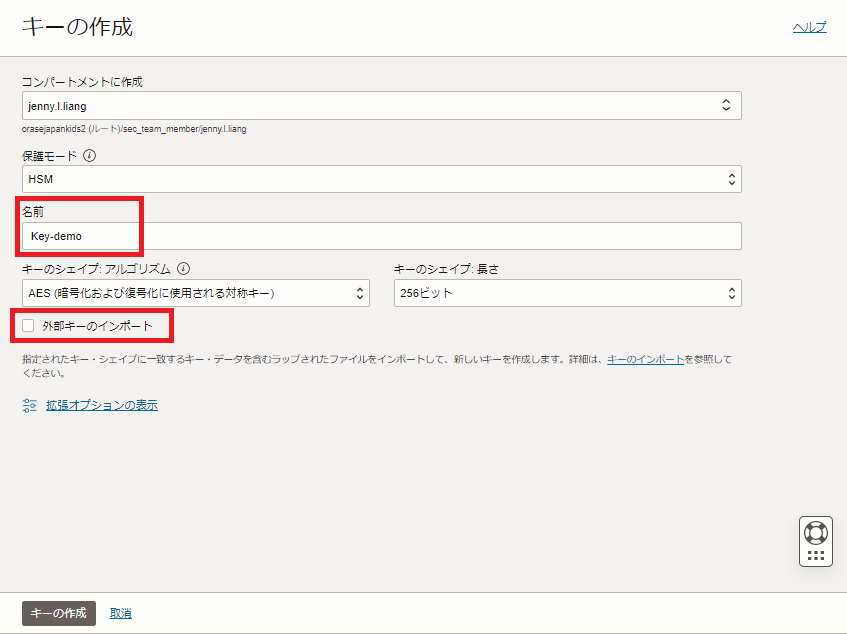 キーの作成
ヘルプ
コンパートメントに作成
jenny.l.liang
orasejapankids2 (ルート)/sec_team_member/jenny.l.liang
保護モード
HSM
名前
Key-demo
キーのシェイプ: アルゴリズム
キーのシェイプ: 長さ
AES (暗号化および復号化に使用される対称キー)
256ビット
外部キーのインポート
指定されたキー・シェイプに一致するキー・データを含むラップされたファイルをインポートして、新しいキーを作成します。詳細は、キーのインポートを参照して
ください。
拡張オプションの表示
キーの作成
取消